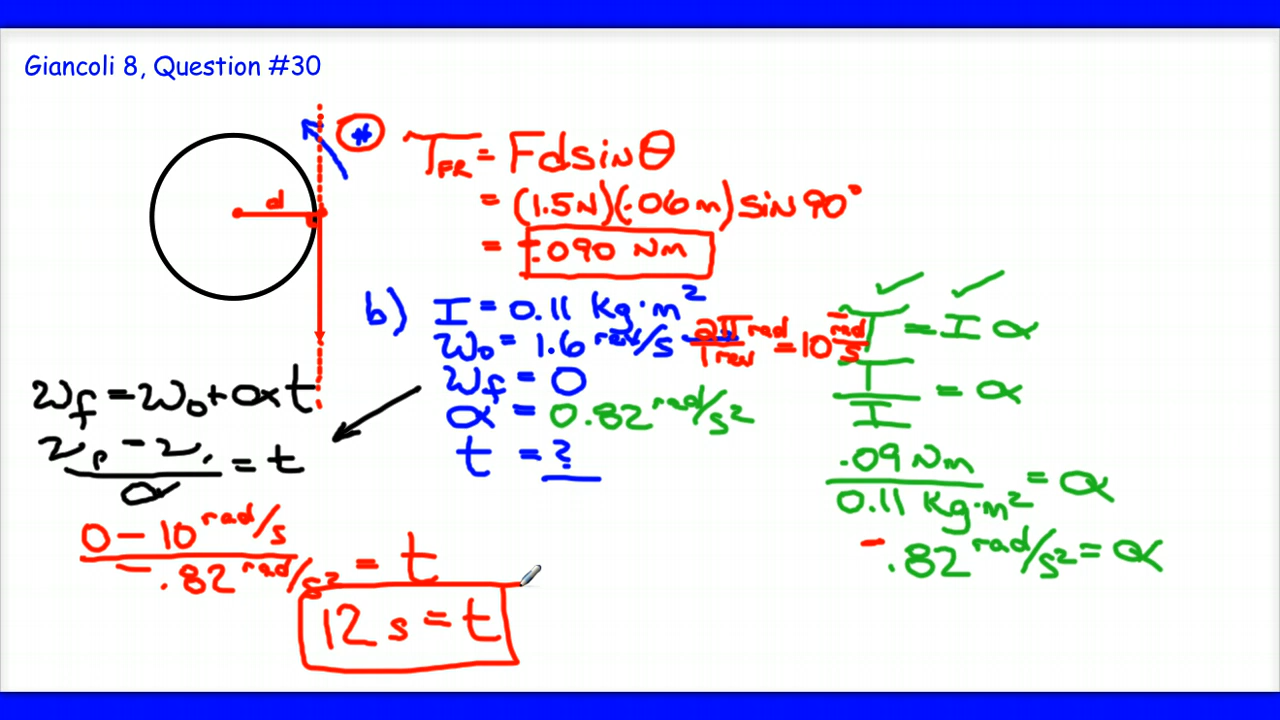 Giancoli 8, Question #30
d
+
τFR = Fd sin θ
= (1.5N)(.06m) sin 90°
= -.090 Nm
b) I = 0.11 kg·m²
ω₀ = 1.6 rev/s 2π rad / 1 rev = 10 rad/s
ωf = 0
α = 0.82 rad/s²
t = ?
τ = I α
τ / I = α
.09 Nm / 0.11 kg·m² = α
-.82 rad/s² = α
ωf = ω₀ + αt
ωf - ω₀ / α = t
0 - 10 rad/s / -.82 rad/s² = t
12 s = t